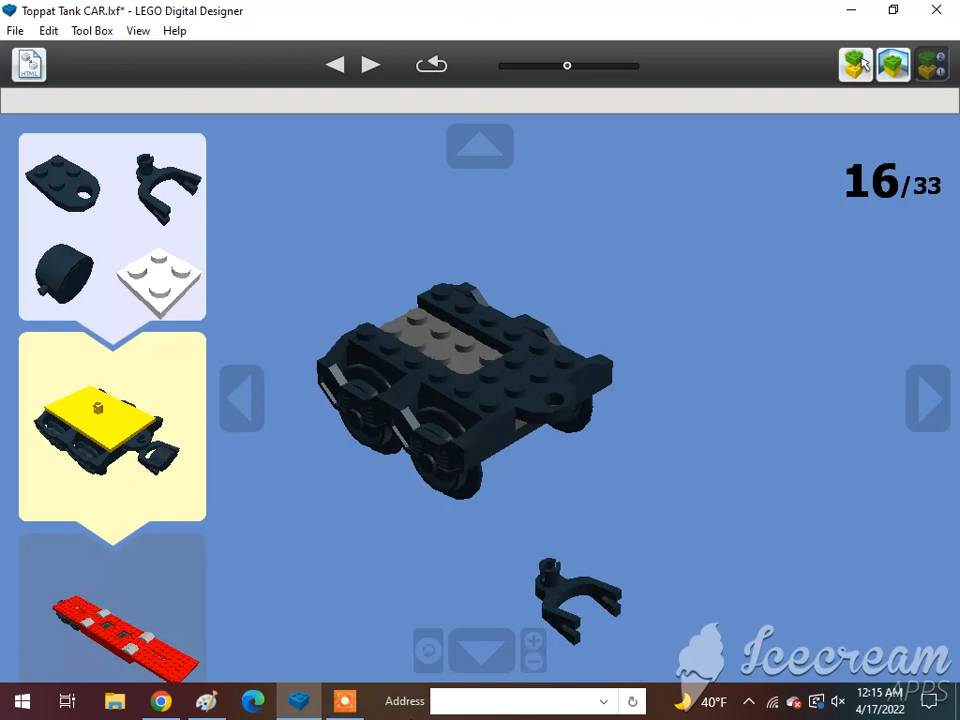 Toppat Tank CAR.lxf* - LEGO Digital Designer
File Edit Tool Box View Help
HTML
16/33
Icecream
APPS
Address
40°F
12:15 AM
4/17/2022